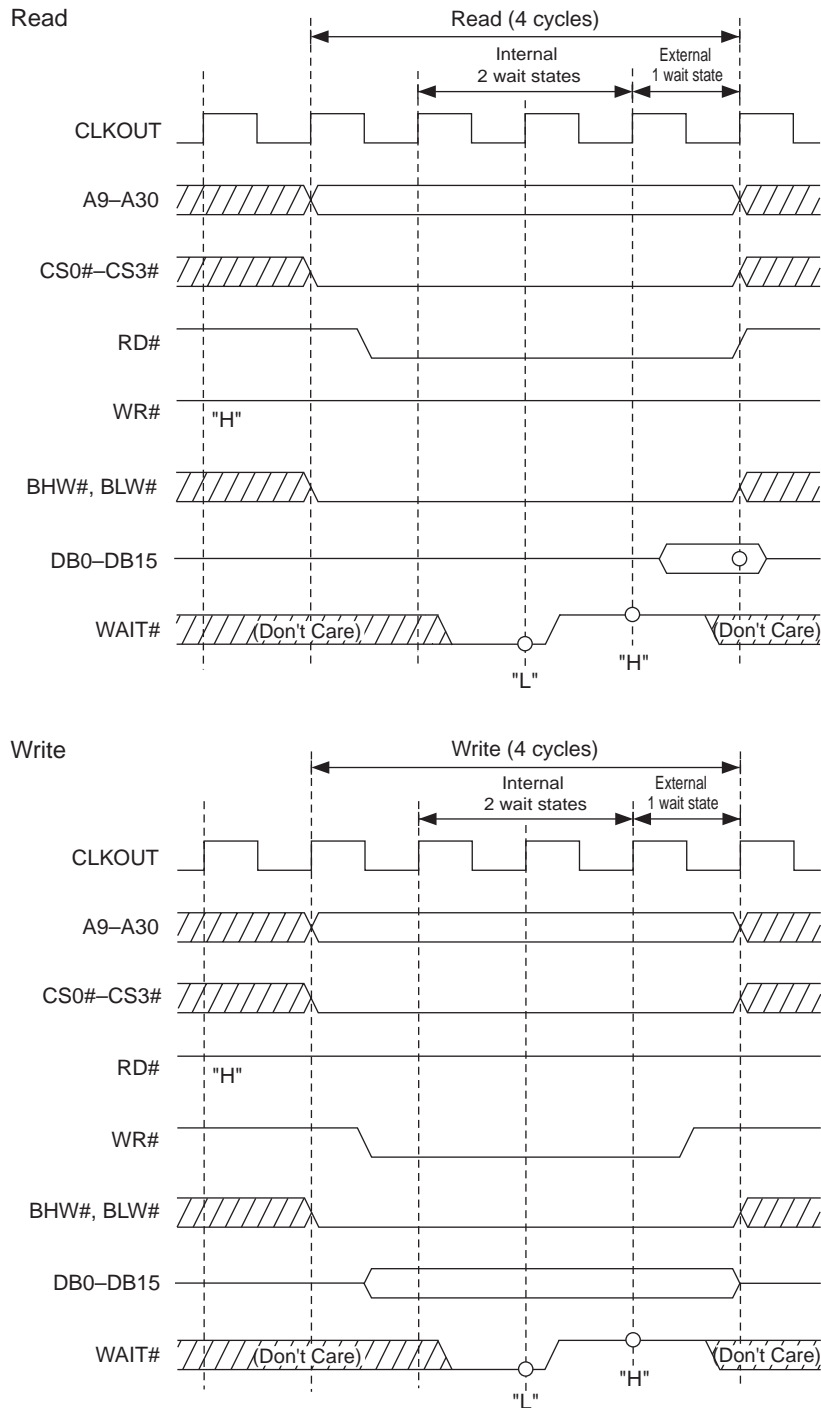 Read
Read (4 cycles)
Internal
2 wait states
External
1 wait state
CLKOUT
A9–A30
CS0#–CS3#
RD#
WR#
"H"
BHW#, BLW#
DB0–DB15
WAIT#
(Don't Care)
(Don't Care)
"L"
"H"
Write
Write (4 cycles)
Internal
2 wait states
External
1 wait state
CLKOUT
A9–A30
CS0#–CS3#
RD#
"H"
WR#
BHW#, BLW#
DB0–DB15
WAIT#
(Don't Care)
(Don't Care)
"L"
"H"